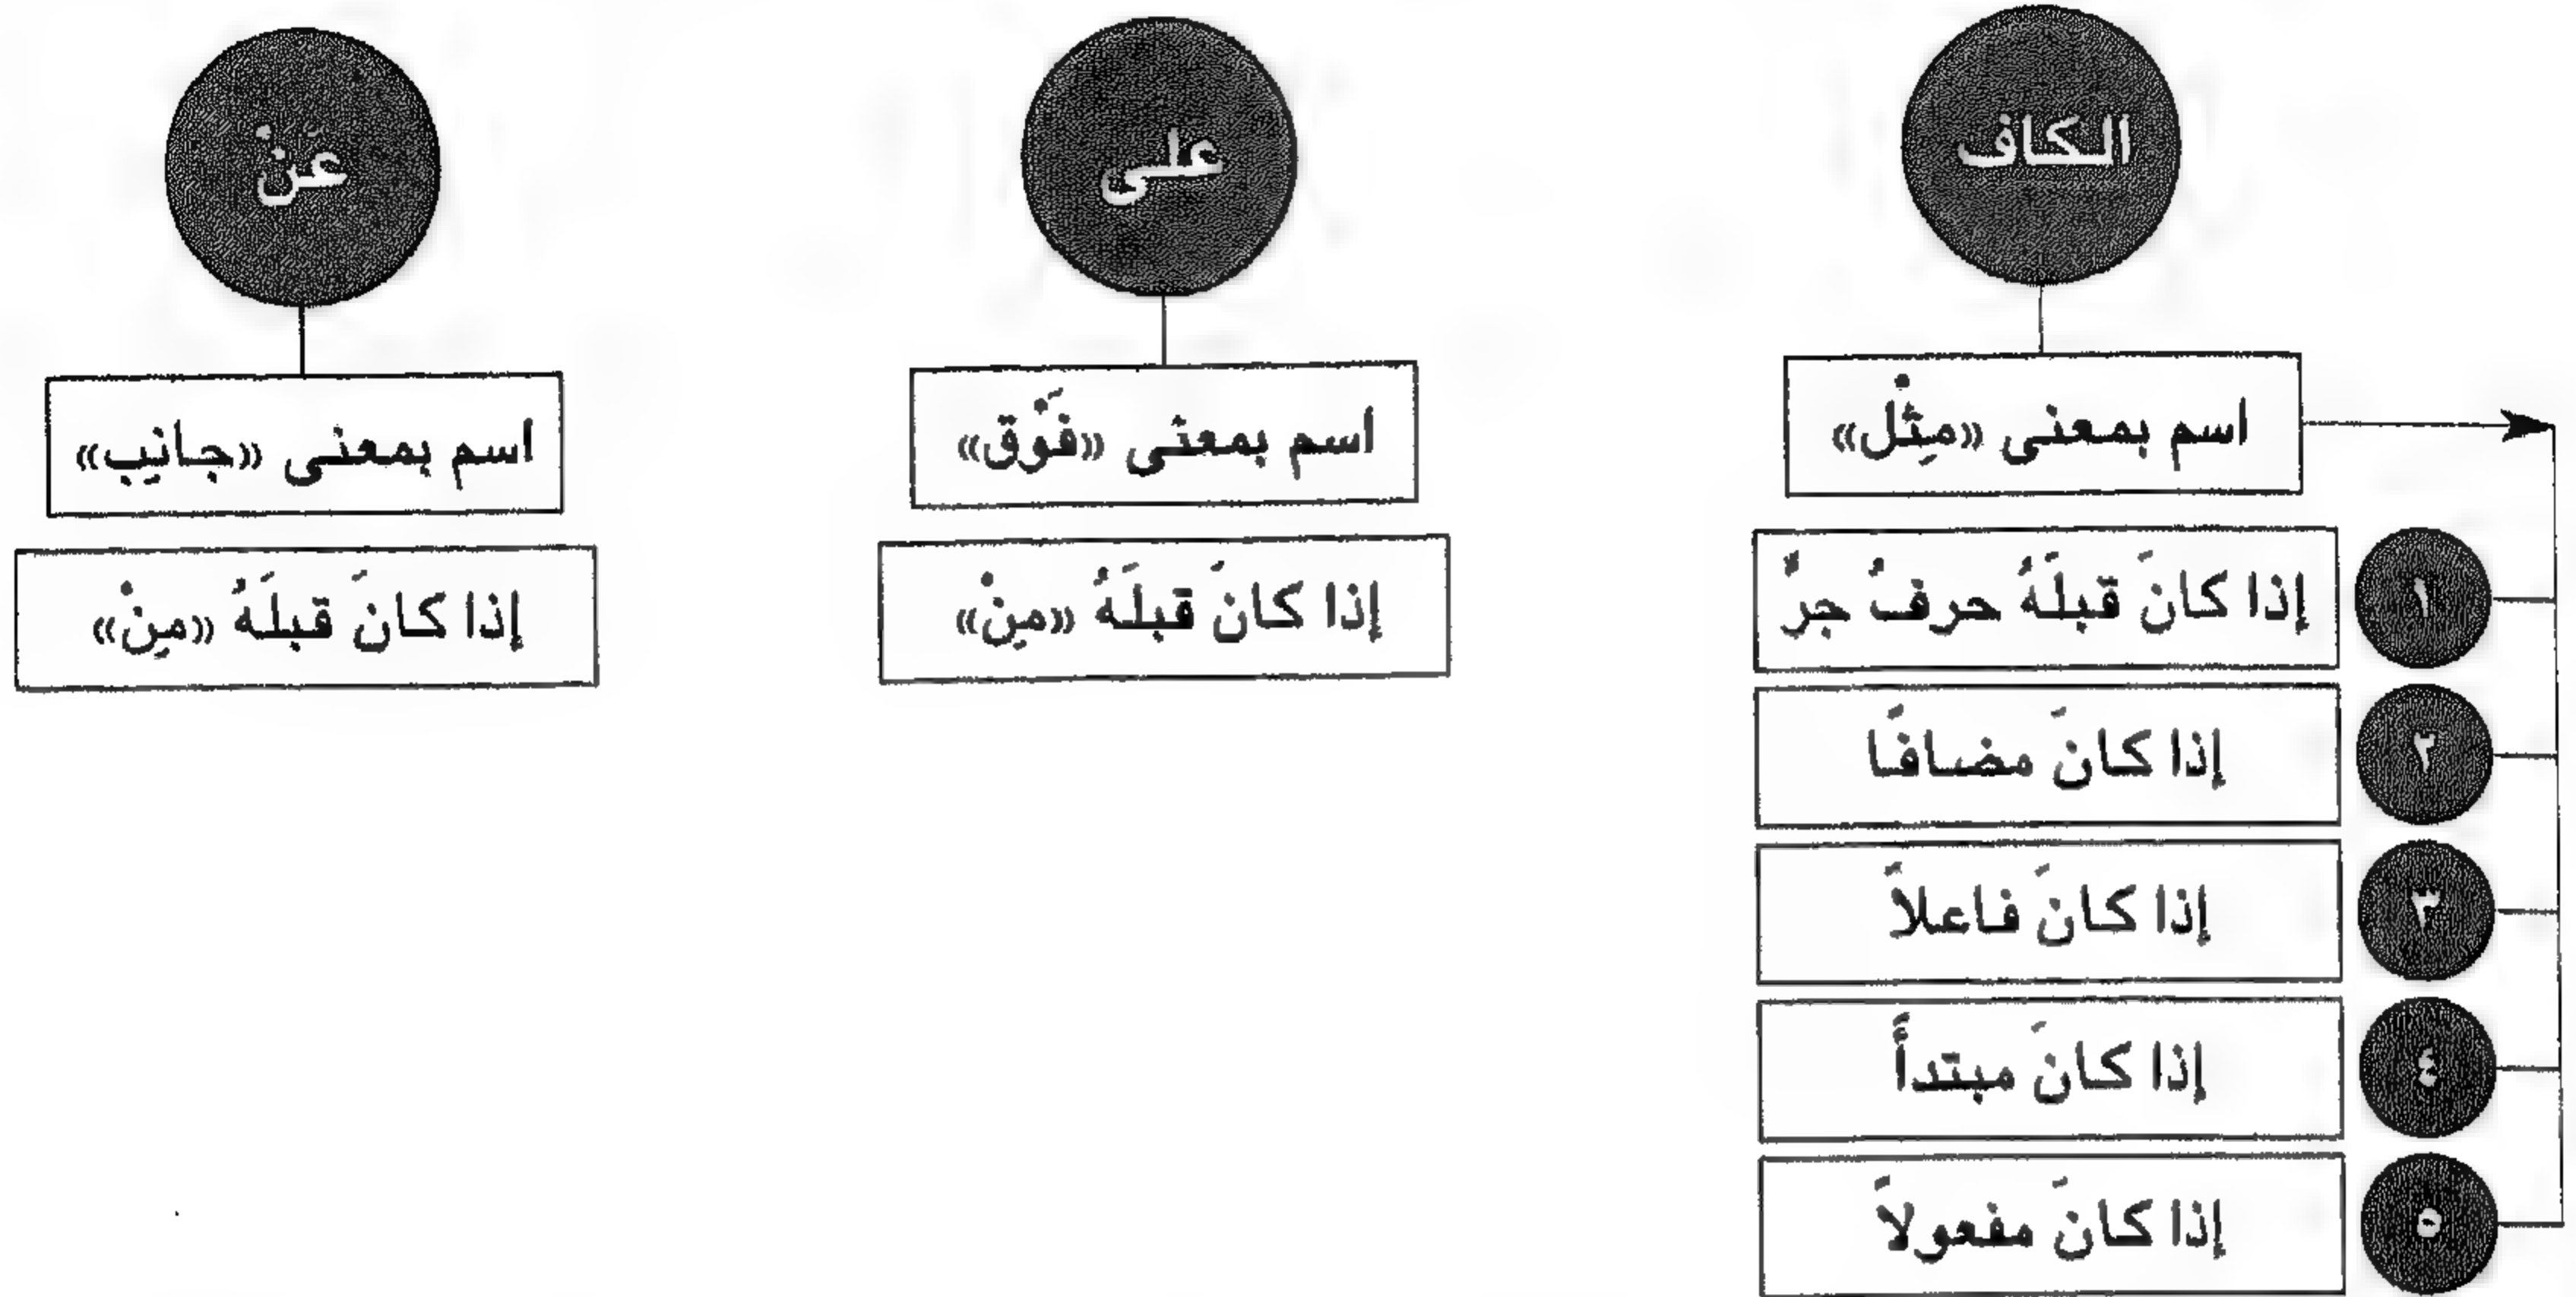 الكاف
اسم بمعنى «مِثْل»
١ إذا كانَ قبلَهُ حرفُ جرٍّ
٢ إذا كانَ مضافًا
٣ إذا كانَ فاعلاً
٤ إذا كانَ مبتدأً
٥ إذا كانَ مفعولاً
على
اسم بمعنى «فَوْق»
إذا كانَ قبلَهُ «مِنْ»
عَنْ
اسم بمعنى «جانِب»
إذا كانَ قبلَهُ «مِنْ»